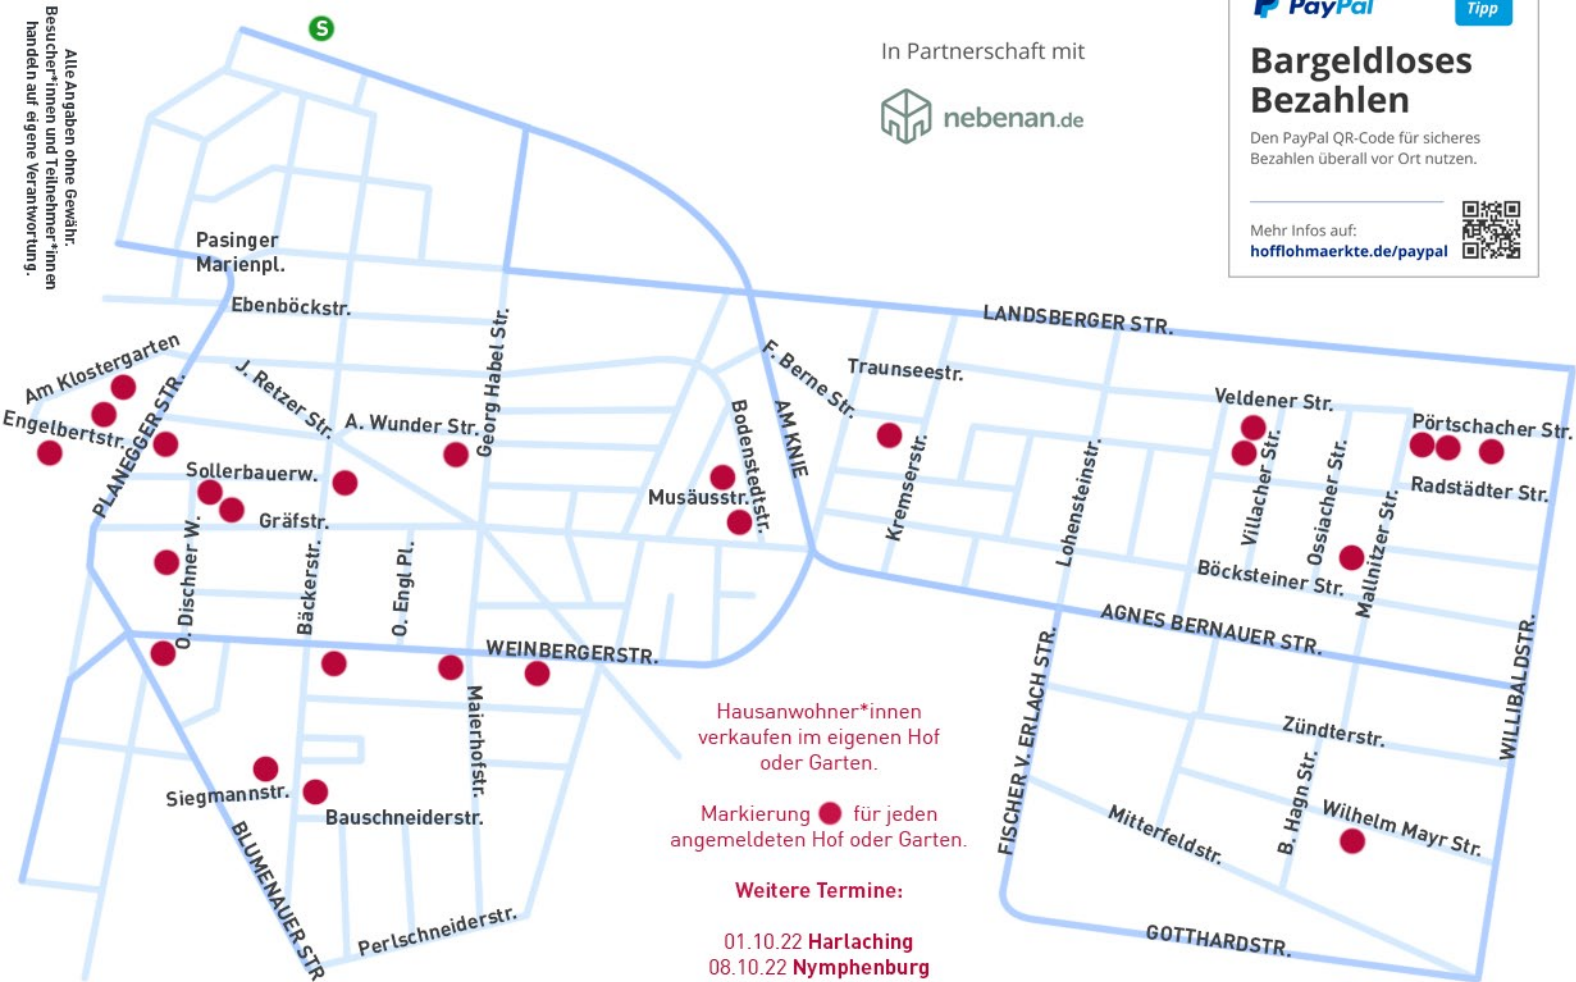 Alle Angaben ohne Gewähr.
Besucher*innen und Teilnehmer*innen
handeln auf eigene Verantwortung.
S
In Partnerschaft mit
nebenan.de
PayPal
Tipp
Bargeldloses
Bezahlen
Den PayPal QR-Code für sicheres
Bezahlen überall vor Ort nutzen.
Mehr Infos auf:
hofflohmaerkte.de/paypal
Pasinger
Marienpl.
Ebenböckstr.
Am Klostergarten
Engelbertstr.
PLANEGGER STR.
J. Retzer Str.
A. Wunder Str.
Georg Habel Str.
Sollerbauerw.
Gräfstr.
O. Dischner W.
Bäckerstr.
O. Engl Pl.
WEINBERGERSTR.
Maierhofstr.
Siegmannstr.
Bauschneiderstr.
BLUMENAUER STR
Perlschneiderstr.
Musäusstr.
Bodenstedtstr.
AM KNIE
F. Berne Str.
LANDSBERGER STR.
Traunseestr.
Kremserstr.
Lohensteinstr.
Veldener Str.
Villacher Str.
Ossiacher Str.
Mallnitzer Str.
Pörtschacher Str.
Radstädter Str.
Böcksteiner Str.
AGNES BERNAUER STR.
FISCHER V. ERLACH STR.
WILLIBALDSTR.
Zündterstr.
B. Hagn Str.
Wilhelm Mayr Str.
Mitterfeldstr.
GOTTHARDSTR.
Hausanwohner*innen
verkaufen im eigenen Hof
oder Garten.
Markierung für jeden
angemeldeten Hof oder Garten.
Weitere Termine:
01.10.22 Harlaching
08.10.22 Nymphenburg